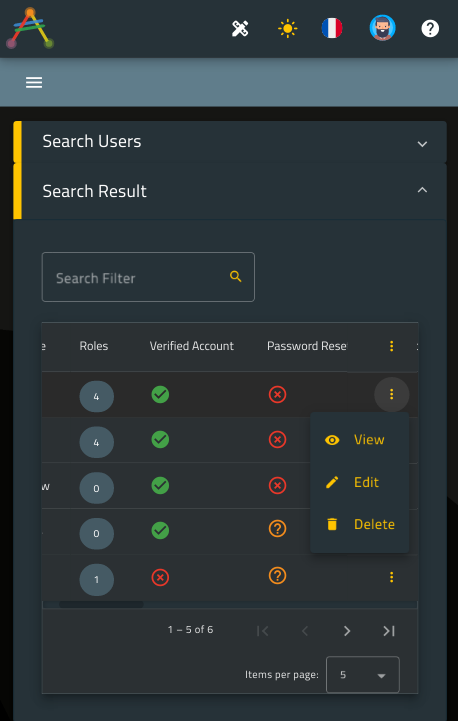 Search Users
Search Result
Search Filter
e Roles Verified Account Password Rese
4
4
View
w 0
Edit
0
Delete
1
1 – 5 of 6
Items per page: 5